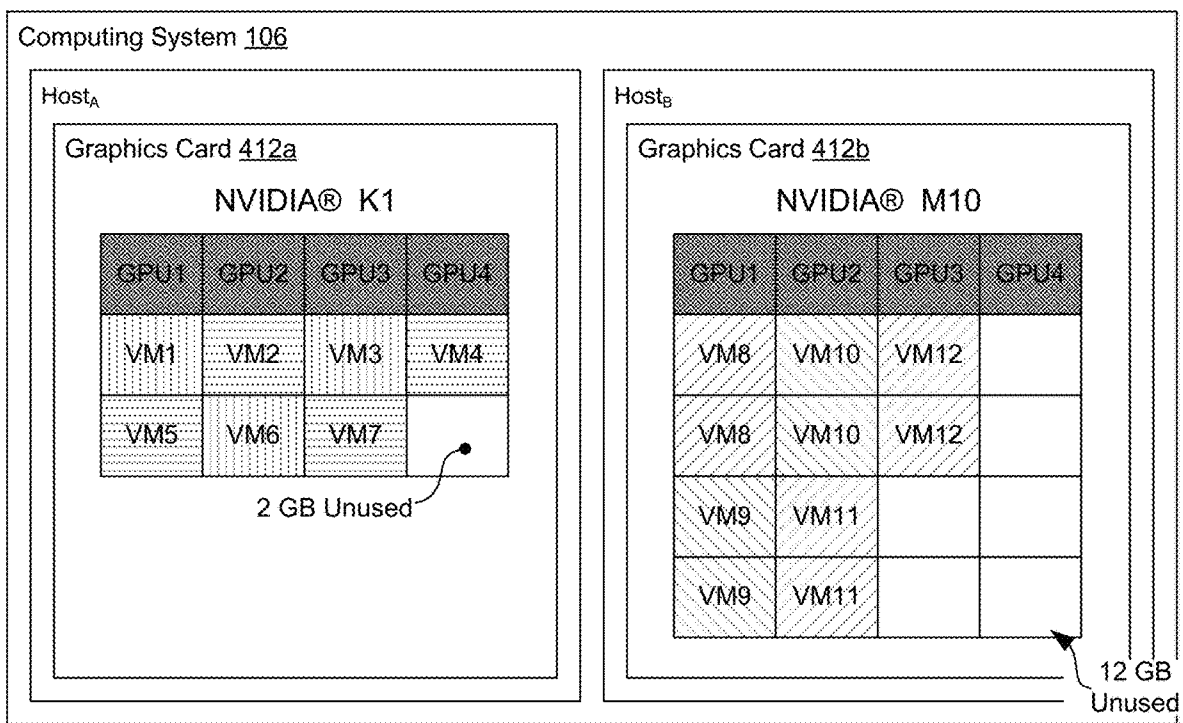 Computing System 106
HostA
Graphics Card 412a
NVIDIA® K1
GPU1 GPU2 GPU3 GPU4
VM1 VM2 VM3 VM4
VM5 VM6 VM7
2 GB Unused
HostB
Graphics Card 412b
NVIDIA® M10
GPU1 GPU2 GPU3 GPU4
VM8 VM10 VM12
VM8 VM10 VM12
VM9 VM11
VM9 VM11
12 GB
Unused